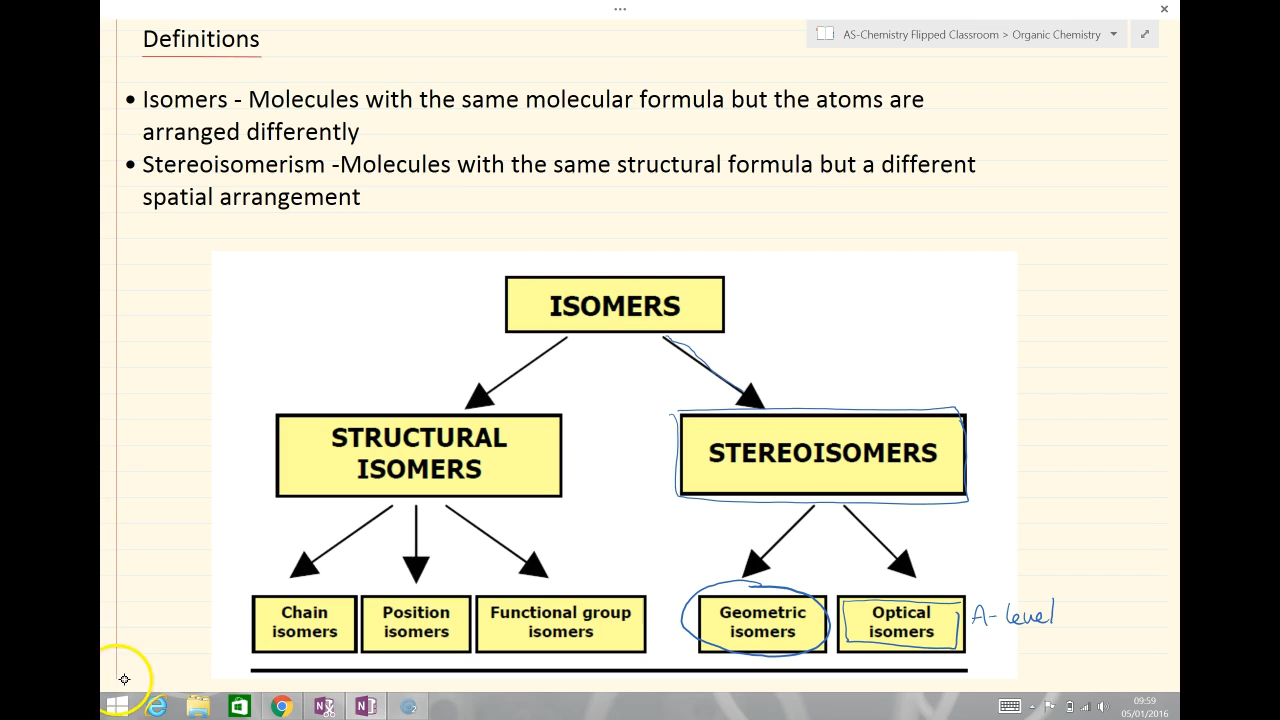 Definitions
AS-Chemistry Flipped Classroom > Organic Chemistry
• Isomers - Molecules with the same molecular formula but the atoms are
arranged differently
• Stereoisomerism -Molecules with the same structural formula but a different
spatial arrangement
ISOMERS
STRUCTURAL
ISOMERS
STEREOISOMERS
Chain
isomers
Position
isomers
Functional group
isomers
Geometric
isomers
Optical
isomers
A-level
09:59
05/01/2016